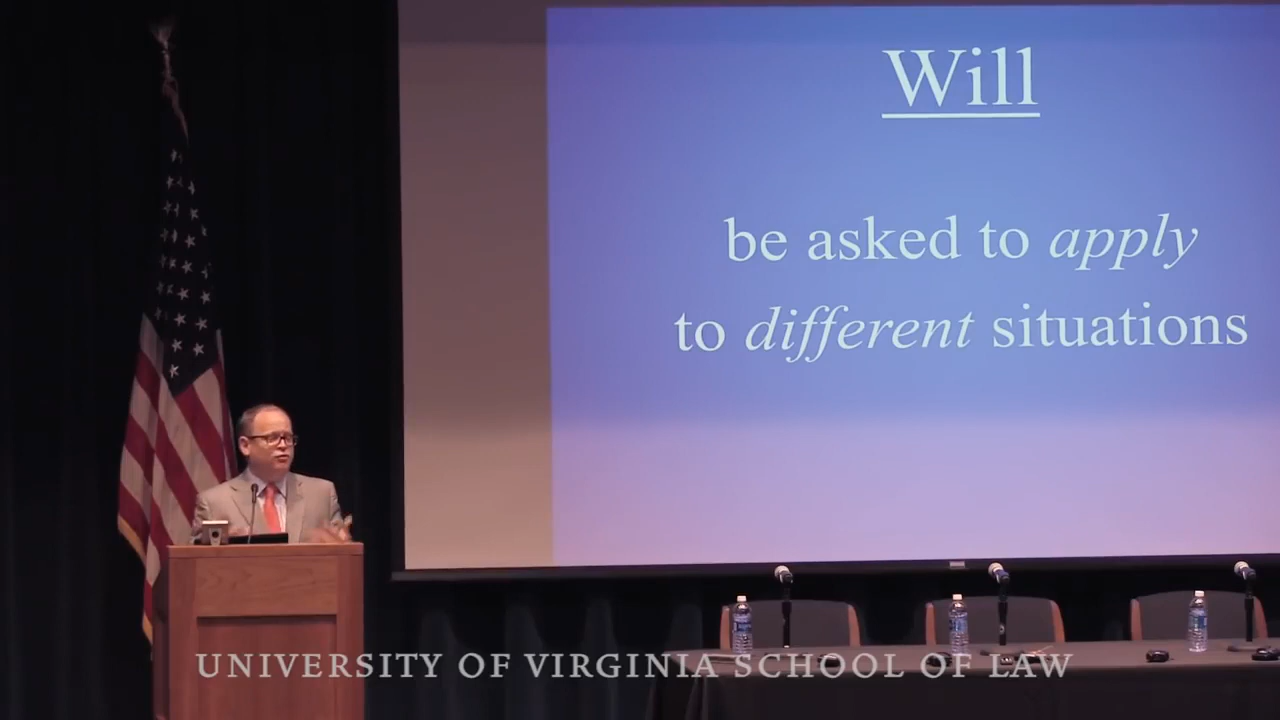 Will
be asked to apply
to different situations
UNIVERSITY OF VIRGINIA SCHOOL OF LAW